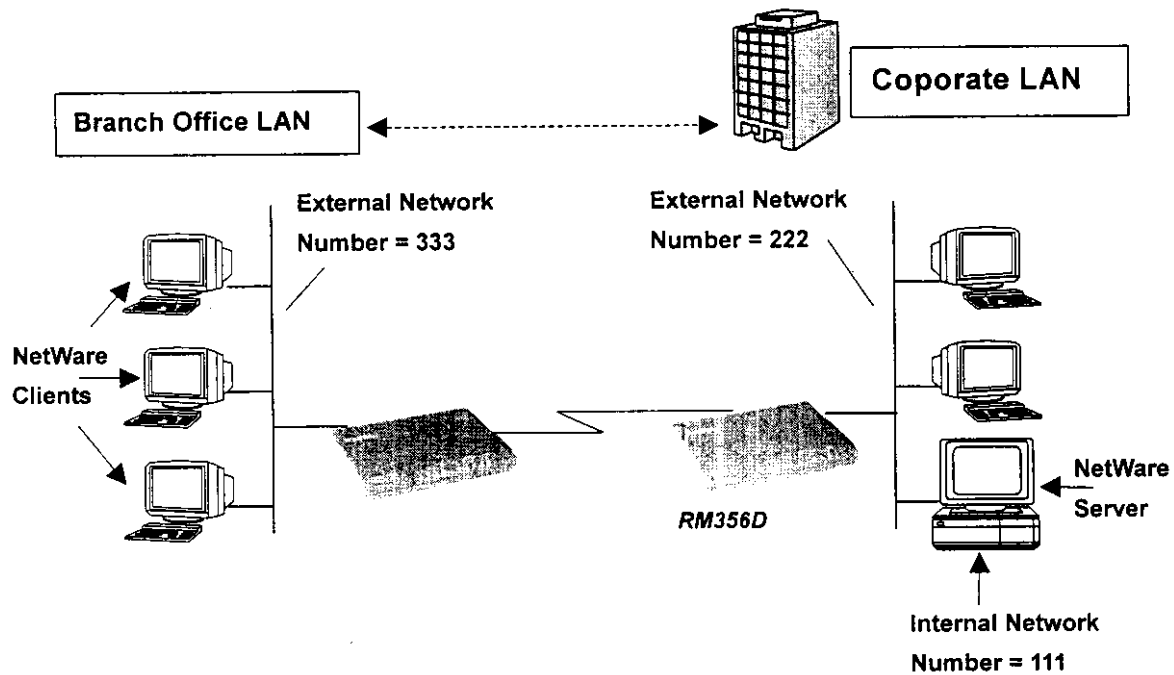 Coporate LAN
Branch Office LAN
External Network
Number = 333
External Network
Number = 222
NetWare
Clients
NetWare
Server
RM356D
Internal Network
Number = 111